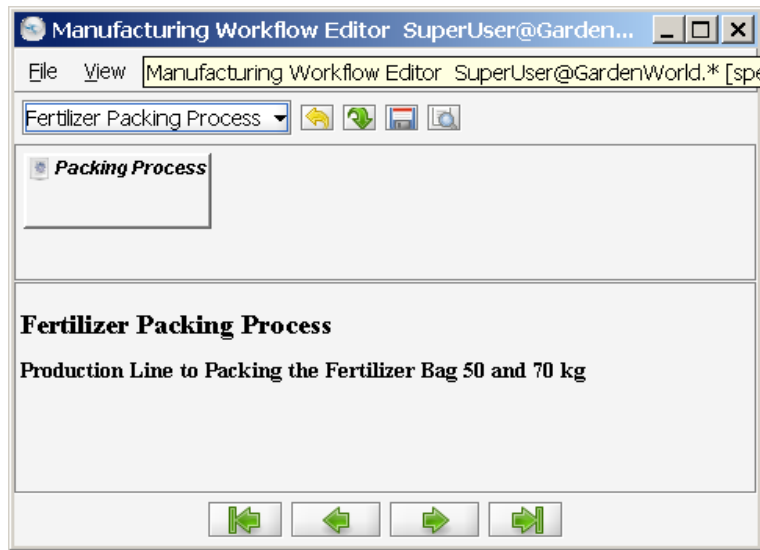 Manufacturing Workflow Editor SuperUser@Garden...
File View Manufacturing Workflow Editor SuperUser@GardenWorld.* [spe
Fertilizer Packing Process
Packing Process
Fertilizer Packing Process
Production Line to Packing the Fertilizer Bag 50 and 70 kg